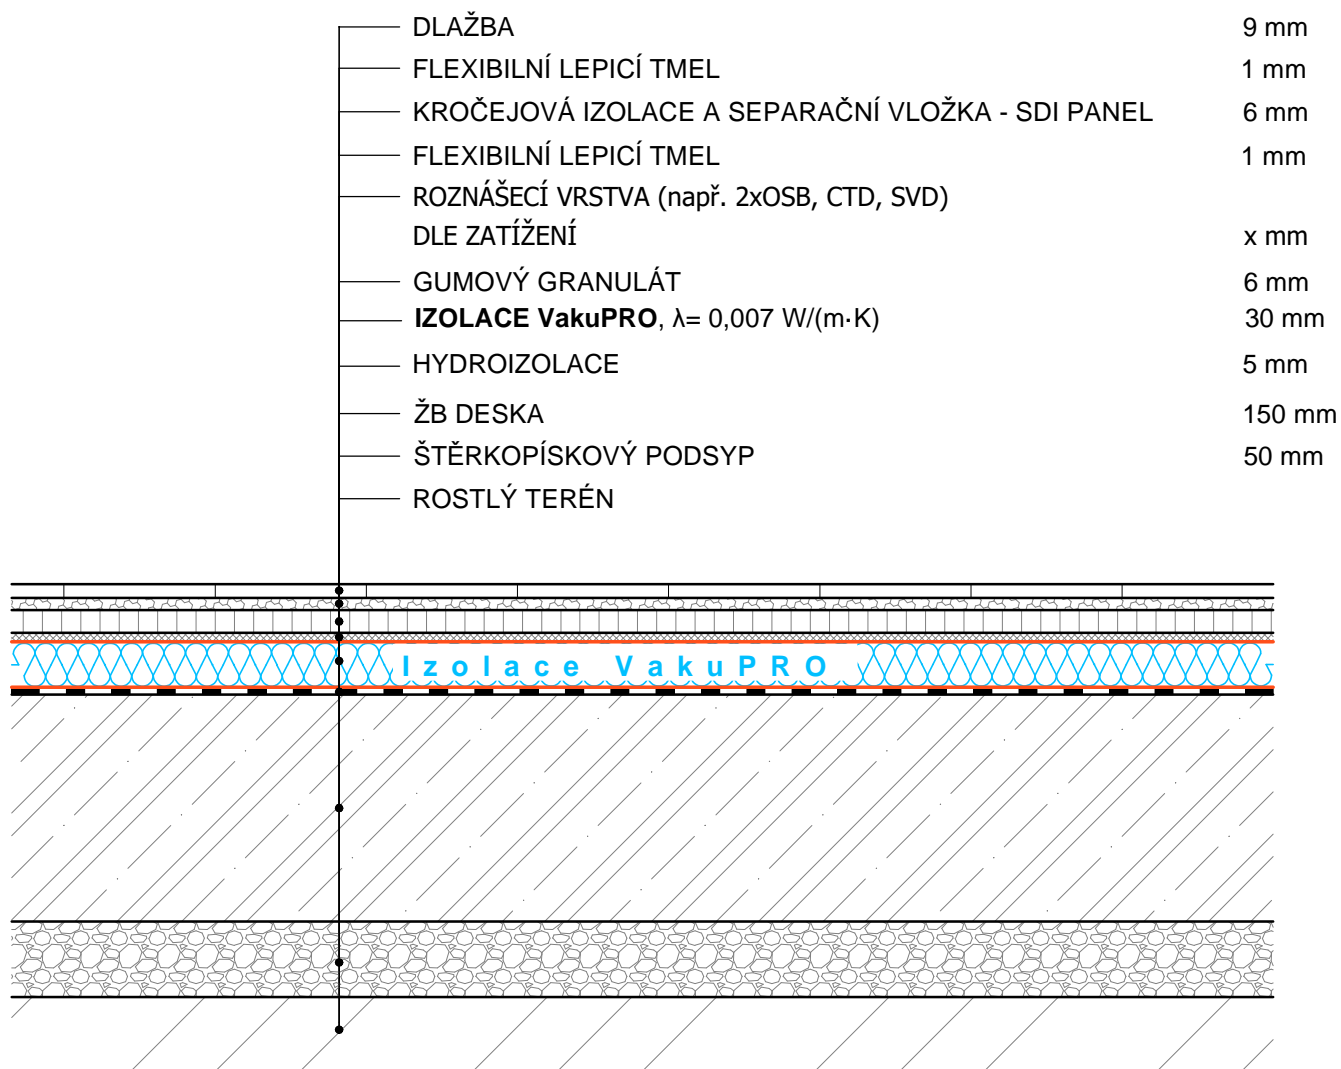 DLAŽBA 9 mm
FLEXIBILNÍ LEPICÍ TMEL 1 mm
KROČEJOVÁ IZOLACE A SEPARAČNÍ VLOŽKA - SDI PANEL 6 mm
FLEXIBILNÍ LEPICÍ TMEL 1 mm
ROZNÁŠECÍ VRSTVA (např. 2xOSB, CTD, SVD)
DLE ZATÍŽENÍ x mm
GUMOVÝ GRANULÁT 6 mm
IZOLACE VakuPRO, λ= 0,007 W/(m·K) 30 mm
HYDROIZOLACE 5 mm
ŽB DESKA 150 mm
ŠTĚRKOPÍSKOVÝ PODSYP 50 mm
ROSTLÝ TERÉN
Izolace VakuPRO